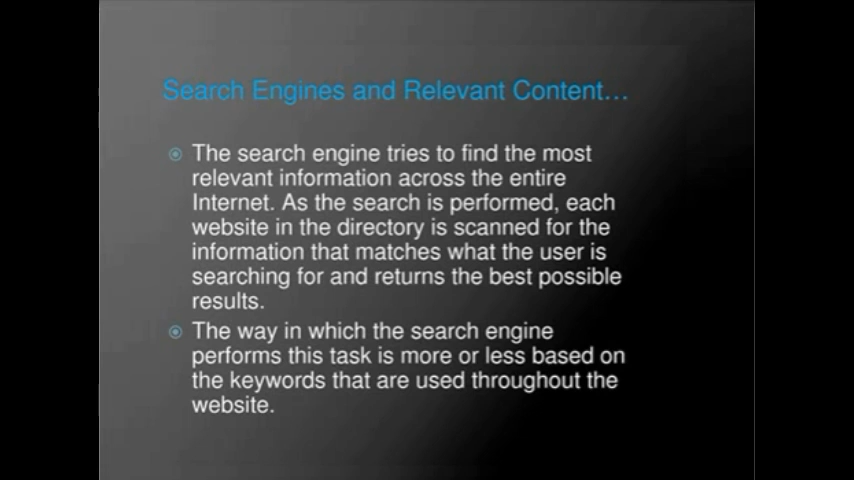 Search Engines and Relevant Content...
The search engine tries to find the most
relevant information across the entire
Internet. As the search is performed, each
website in the directory is scanned for the
information that matches what the user is
searching for and returns the best possible
results.
The way in which the search engine
performs this task is more or less based on
the keywords that are used throughout the
website.